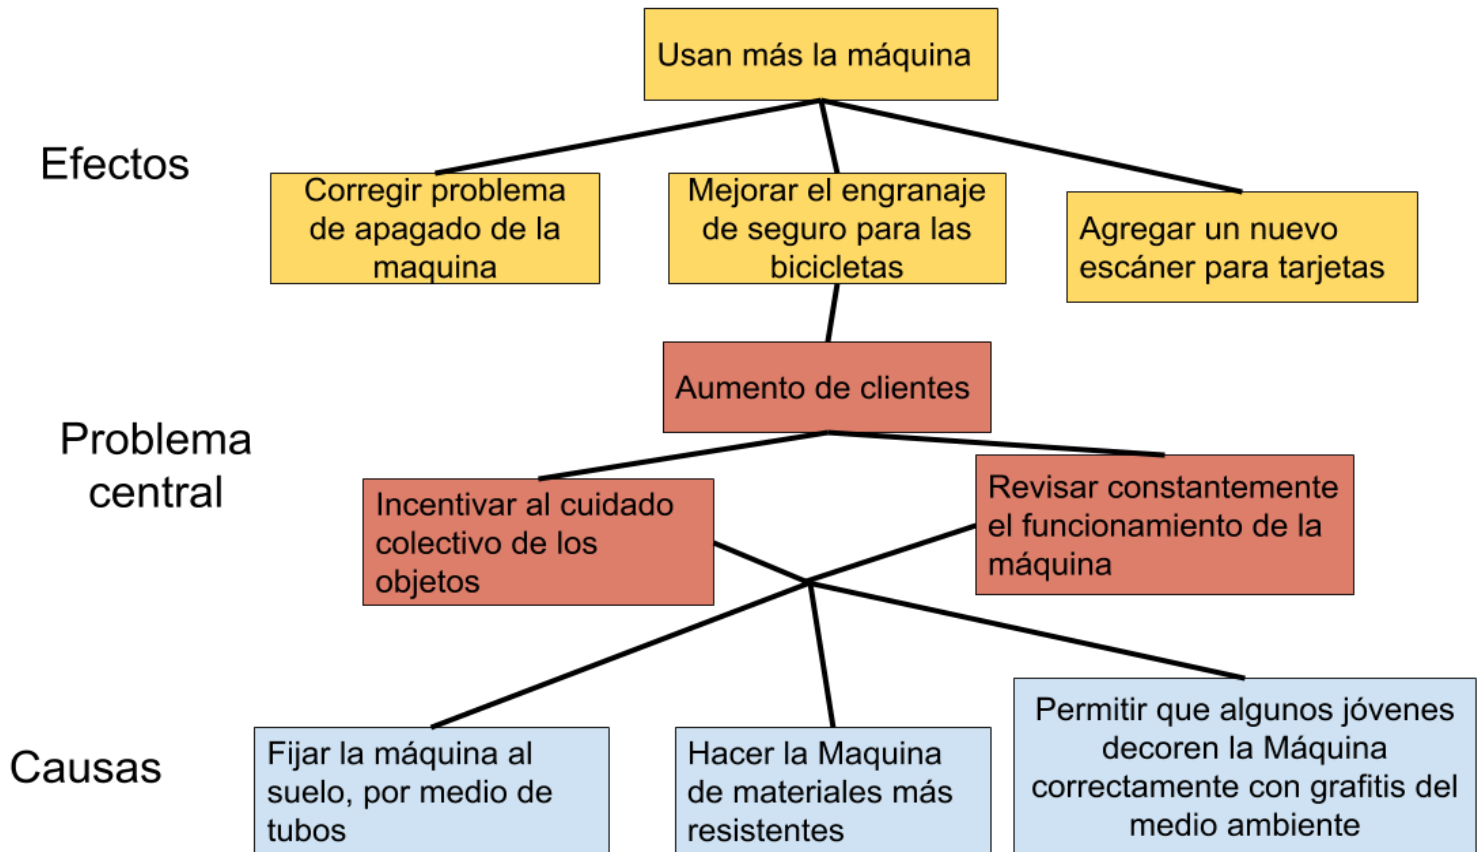 Usan más la máquina
Efectos
Corregir problema
de apagado de la
maquina
Mejorar el engranaje
de seguro para las
bicicletas
Agregar un nuevo
escáner para tarjetas
Aumento de clientes
Problema
central
Incentivar al cuidado
colectivo de los
objetos
Revisar constantemente
el funcionamiento de la
máquina
Causas
Fijar la máquina al
suelo, por medio de
tubos
Hacer la Maquina
de materiales más
resistentes
Permitir que algunos jóvenes
decoren la Máquina
correctamente con grafitis del
medio ambiente